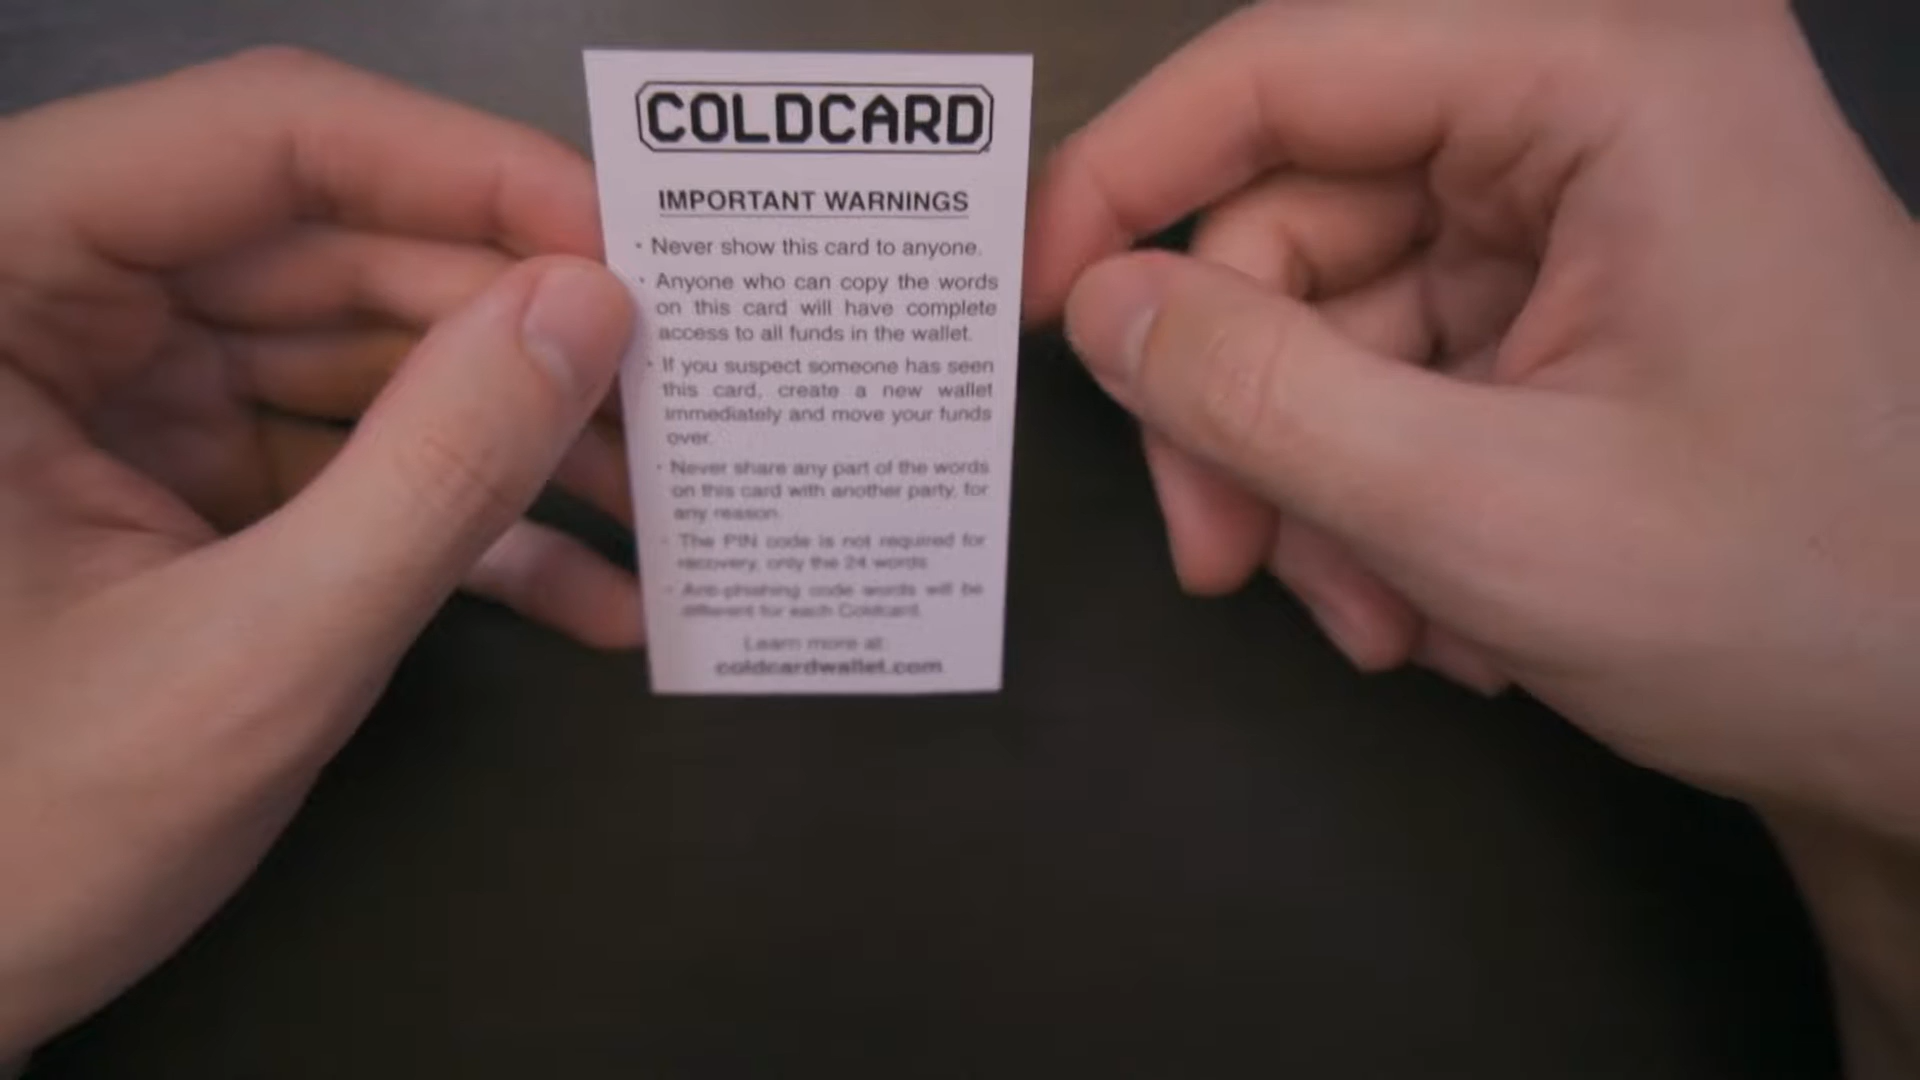 COLDCARD
IMPORTANT WARNINGS
• Never show this card to anyone.
• Anyone who can copy the words
on this card will have complete
access to all funds in the wallet.
• If you suspect someone has seen
this card, create a new wallet
immediately and move your funds
over.
• Never share any part of the words
on this card with another party, for
any reason.
• The PIN code is not required for
recovery, only the 24 words.
• Anti-phishing code words will be
different for each Coldcard.
Learn more at:
coldcardwallet.com